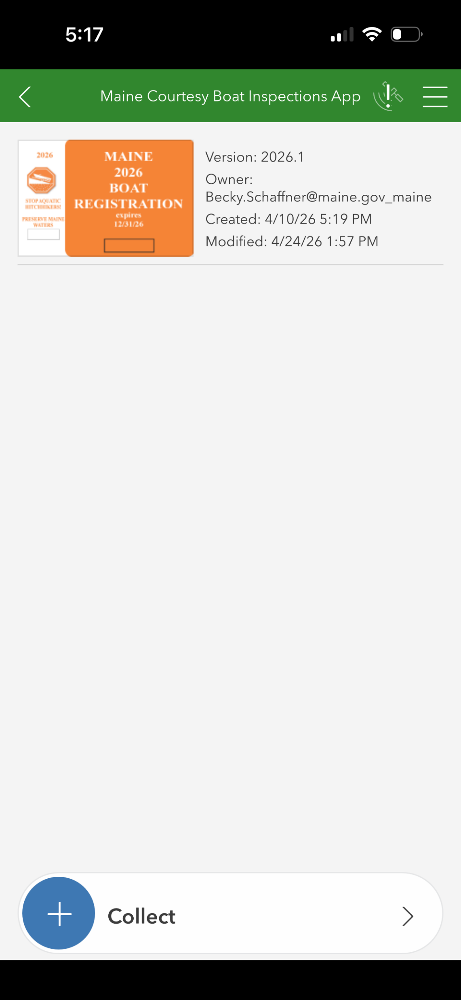 5:17
Maine Courtesy Boat Inspections App
2026
STOP AQUATIC
HITCHHIKERS!
PRESERVE MAINE
WATERS
MAINE
2026
BOAT
REGISTRATION
expires
12/31/26
Version: 2026.1
Owner:
Becky.Schaffner@maine.gov_maine
Created: 4/10/26 5:19 PM
Modified: 4/24/26 1:57 PM
Collect